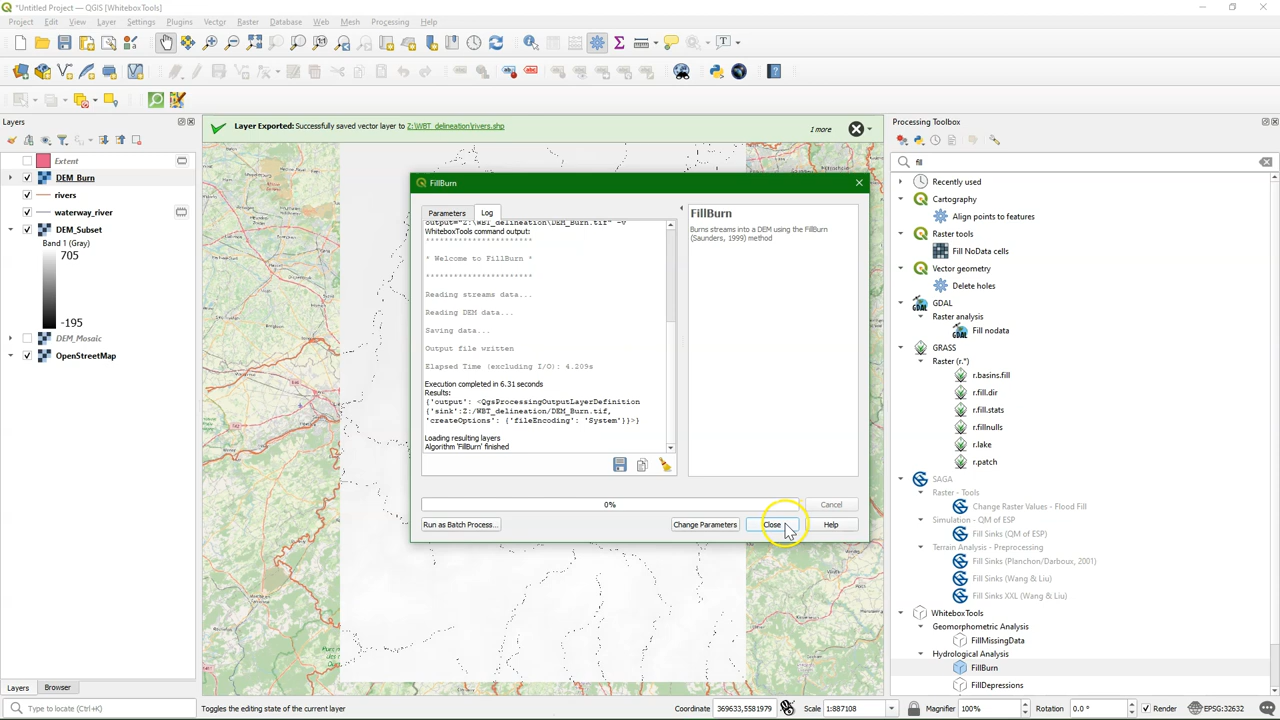 *Untitled Project — QGIS [WhiteboxTools]
Project Edit View Layer Settings Plugins Vector Raster Database Web Mesh Processing Help
Layers
Extent
DEM_Burn
rivers
waterway_river
DEM_Subset
Band 1 (Gray)
705
-195
DEM_Mosaic
OpenStreetMap
Layers Browser
Layer Exported: Successfully saved vector layer to Z:\WBT_delineation\rivers.shp
1 more
FillBurn
Parameters Log
output="Z:\WBT_delineation\DEM_Burn.tif" -v
WhiteboxTools command output:
************************
* Welcome to FillBurn *
************************
Reading streams data...
Reading DEM data...
Saving data...
Output file written
Elapsed Time (excluding I/O): 4.209s
Execution completed in 6.31 seconds
Results:
{'output': <QgsProcessingOutputLayerDefinition
{'sink':Z:/WBT_delineation/DEM_Burn.tif,
'createOptions': {'fileEncoding': 'System'}}>}
Loading resulting layers
Algorithm 'FillBurn' finished
FillBurn
Burns streams into a DEM using the FillBurn
(Saunders, 1999) method
0%
Cancel
Run as Batch Process...
Change Parameters
Close
Help
Processing Toolbox
fill
Recently used
Cartography
Align points to features
Raster tools
Fill NoData cells
Vector geometry
Delete holes
GDAL
Raster analysis
Fill nodata
GRASS
Raster (r.*)
r.basins.fill
r.fill.dir
r.fill.stats
r.fillnulls
r.lake
r.patch
SAGA
Raster - Tools
Change Raster Values - Flood Fill
Simulation - QM of ESP
Fill Sinks (QM of ESP)
Terrain Analysis - Preprocessing
Fill Sinks (Planchon/Darboux, 2001)
Fill Sinks (Wang & Liu)
Fill Sinks XXL (Wang & Liu)
WhiteboxTools
Geomorphometric Analysis
FillMissingData
Hydrological Analysis
FillBurn
FillDepressions
Type to locate (Ctrl+K)
Toggles the editing state of the current layer
Coordinate 369633,5581979
Scale 1:887108
Magnifier 100%
Rotation 0.0 °
Render
EPSG:32632